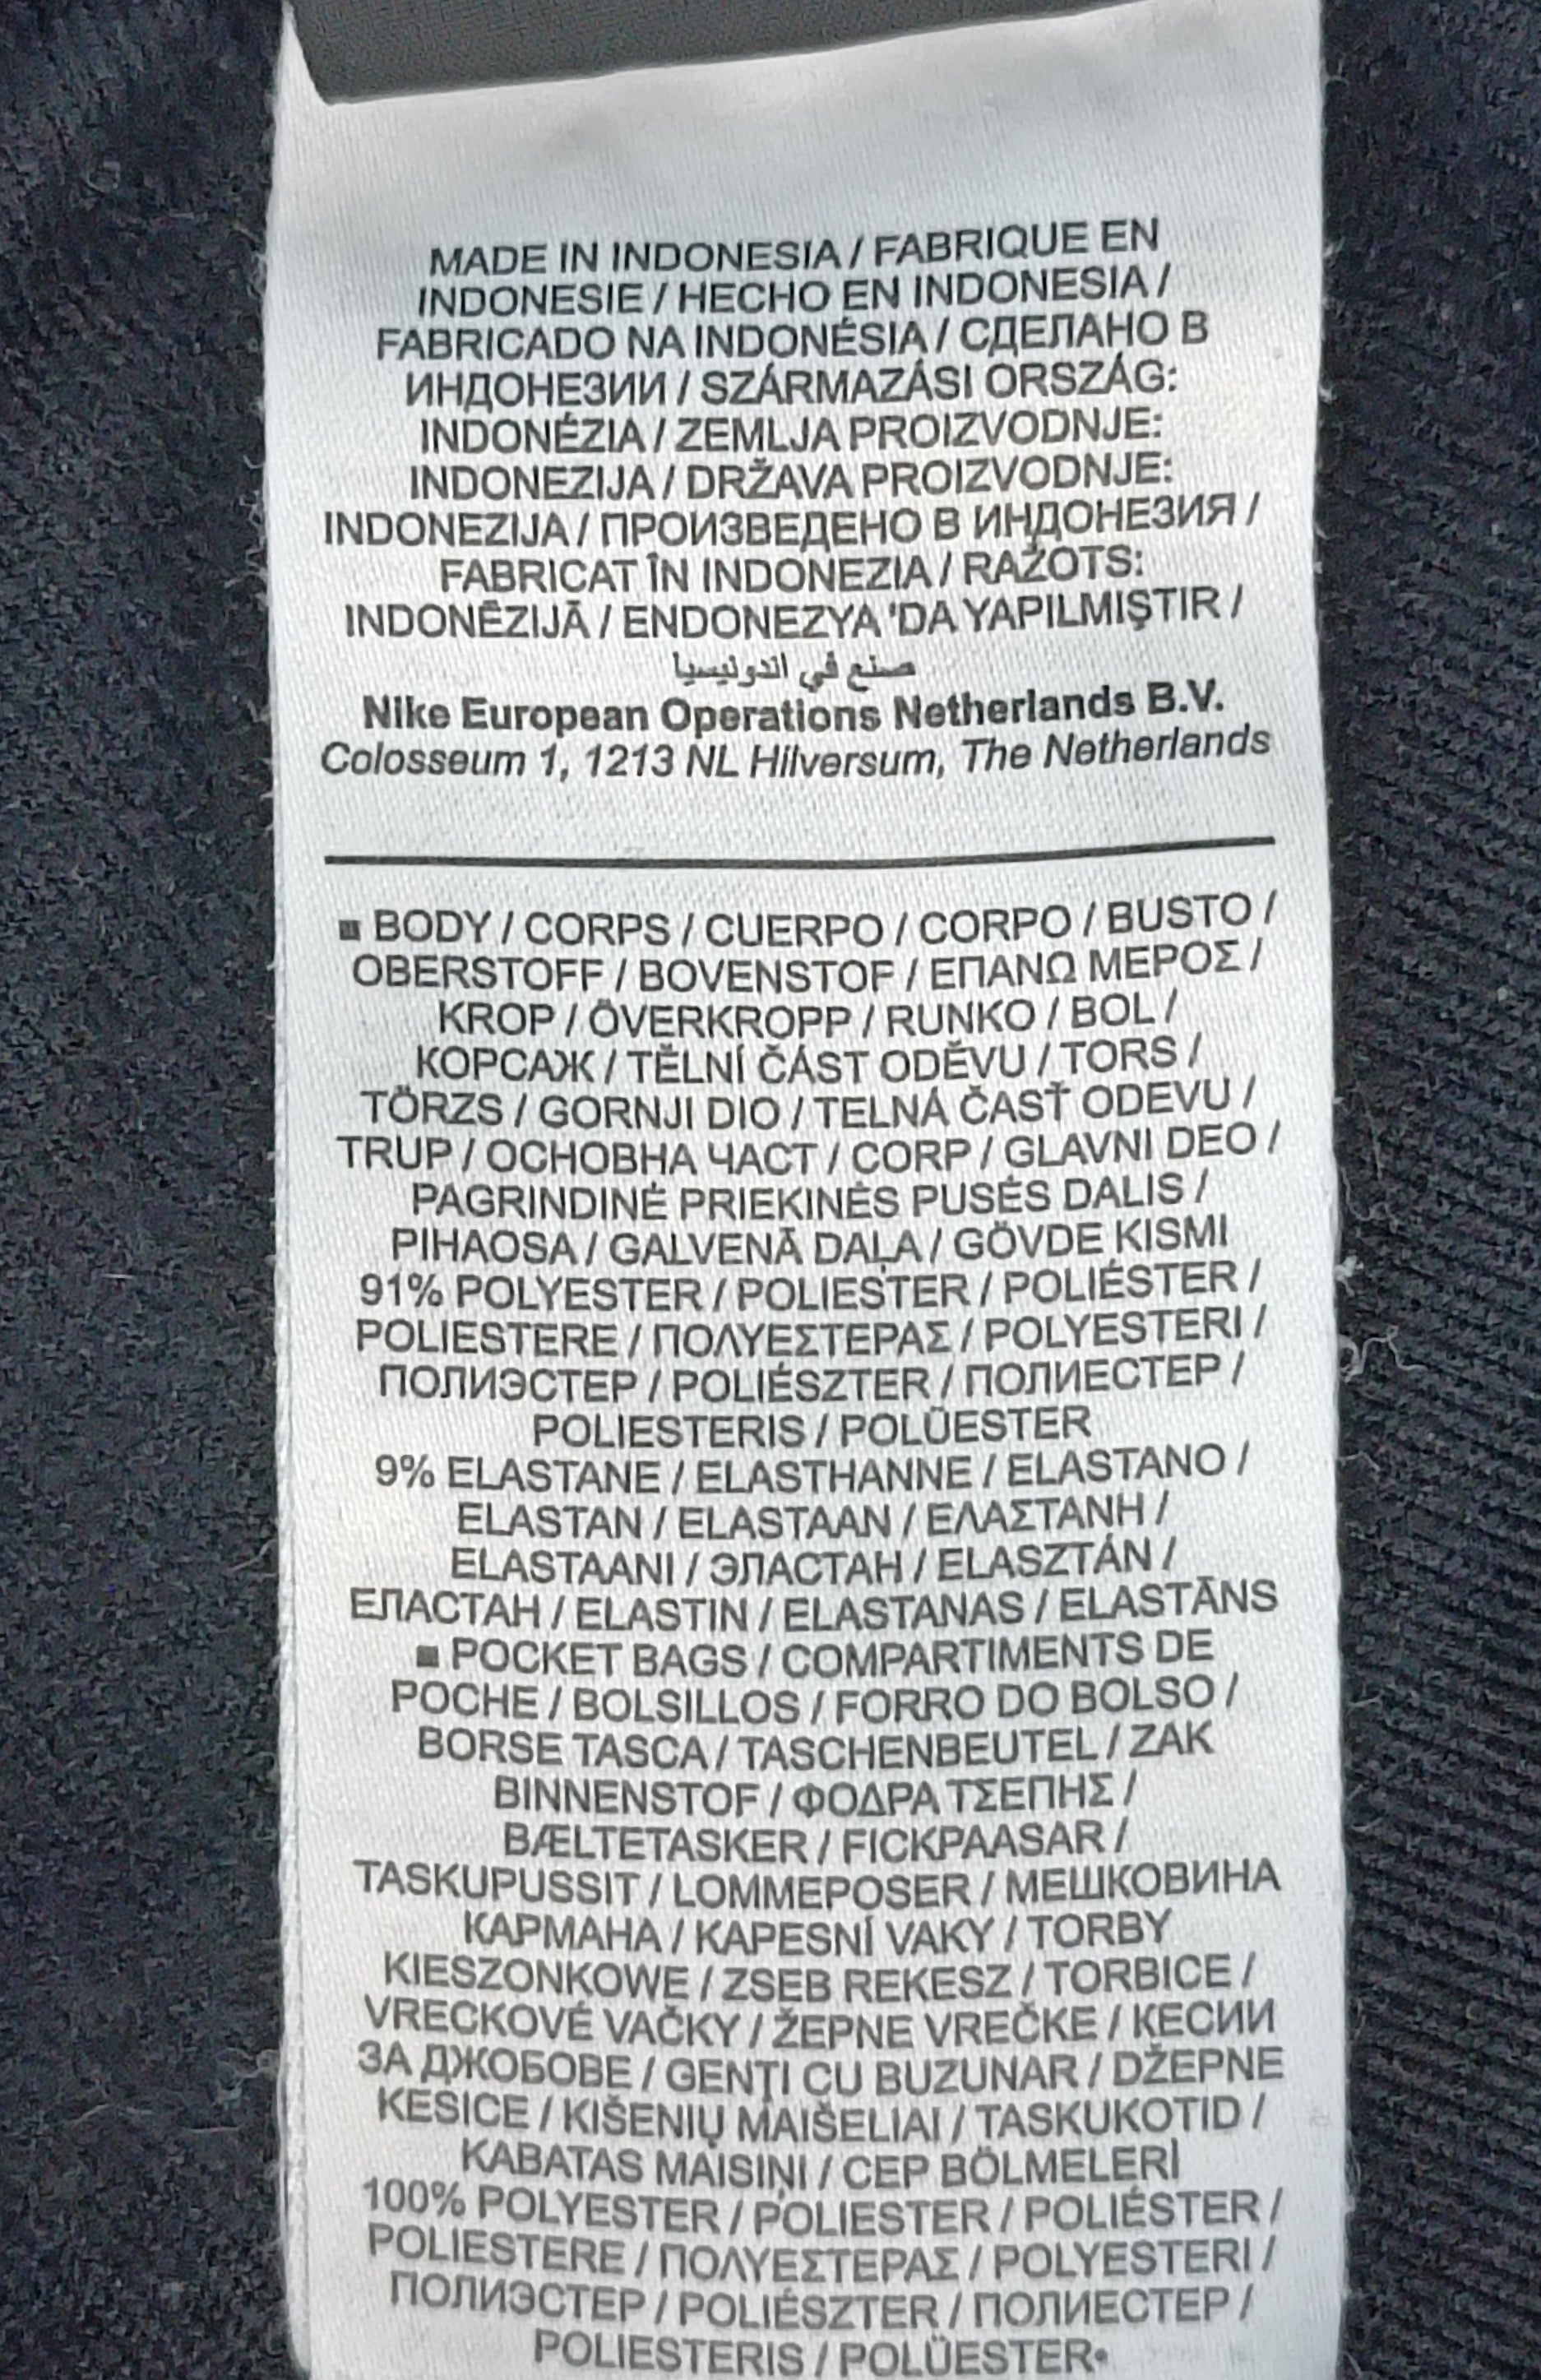 MADE IN INDONESIA / FABRIQUE EN
INDONESIE / HECHO EN INDONESIA /
FABRICADO NA INDONÉSIA / СДЕЛАНО В
ИНДОНЕЗИИ / SZÁRMAZÁSI ORSZÁG:
INDONÉZIA / ZEMLJA PROIZVODNJE:
INDONEZIJA / DRŽAVA PROIZVODNJE:
INDONEZIJA / ПРОИЗВЕДЕНО В ИНДОНЕЗИЯ /
FABRICAT ÎN INDONEZIA / RAŽOTS:
INDONĒZIJĀ / ENDONEZYA 'DA YAPILMIŞTIR /
صنع في اندونيسيا
Nike European Operations Netherlands B.V.
Colosseum 1, 1213 NL Hilversum, The Netherlands
■ BODY / CORPS / CUERPO / CORPO / BUSTO /
OBERSTOFF / BOVENSTOF / ΕΠΑΝΩ ΜΕΡΟΣ /
KROP / ÖVERKROPP / RUNKO / BOL /
КОРСАЖ / TĚLNÍ ČÁST ODĚVU / TORS /
TÖRZS / GORNJI DIO / TELNÁ ČASŤ ODEVU /
TRUP / ОСНОВНА ЧАСТ / CORP / GLAVNI DEO /
PAGRINDINĖ PRIEKINĖS PUSĖS DALIS /
PIHAOSA / GALVENĀ DAĻA / GÖVDE KISMI
91% POLYESTER / POLIESTER / POLIÉSTER /
POLIESTERE / ΠΟΛΥΕΣΤΕΡΑΣ / POLYESTERI /
ПОЛИЭСТЕР / POLIÉSZTER / ПОЛИЕСТЕР /
POLIESTERIS / POLÜESTER
9% ELASTANE / ELASTHANNE / ELASTANO /
ELASTAN / ELASTAAN / ΕΛΑΣΤΑΝΗ /
ELASTAANI / ЭЛАСТАН / ELASZTÁN /
ЕЛАСТАН / ELASTIN / ELASTANAS / ELASTĀNS
■ POCKET BAGS / COMPARTIMENTS DE
POCHE / BOLSILLOS / FORRO DO BOLSO /
BORSE TASCA / TASCHENBEUTEL / ZAK
BINNENSTOF / ΦΟΔΡΑ ΤΣΕΠΗΣ /
BÆLTETASKER / FICKPAASAR /
TASKUPUSSIT / LOMMEPOSER / МЕШКОВИНА
КАРМАНА / KAPESNÍ VAKY / TORBY
KIESZONKOWE / ZSEB REKESZ / TORBICE /
VRECKOVÉ VAČKY / ŽEPNE VREČKE / КЕСИИ
ЗА ДЖОБОВЕ / GENȚI CU BUZUNAR / DŽEPNE
KESICE / KIŠENIŲ MAIŠELIAI / TASKUKOTID /
KABATAS MAISIŅI / CEP BÖLMELERİ
100% POLYESTER / POLIESTER / POLIÉSTER /
POLIESTERE / ΠΟΛΥΕΣΤΕΡΑΣ / POLYESTERI /
ПОЛИЭСТЕР / POLIÉSZTER / ПОЛИЕСТЕР /
POLIESTERIS / POLÜESTER•